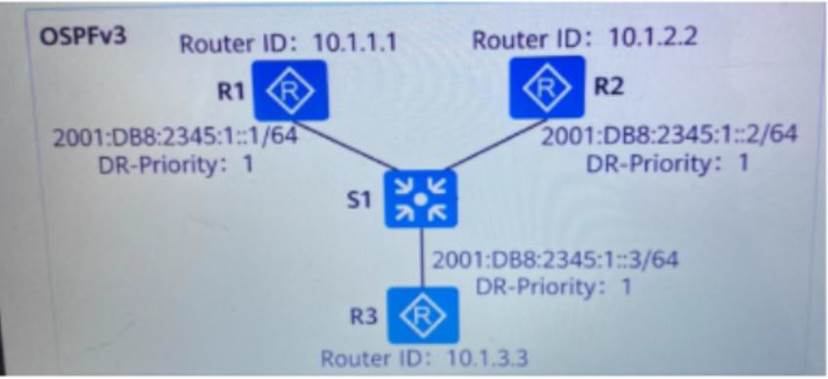 OSPFv3
Router ID: 10.1.1.1
Router ID: 10.1.2.2
R1
R
R
R2
2001:DB8:2345:1::1/64
DR-Priority: 1
2001:DB8:2345:1::2/64
DR-Priority: 1
S1
2001:DB8:2345:1::3/64
DR-Priority: 1
R3
R
Router ID: 10.1.3.3